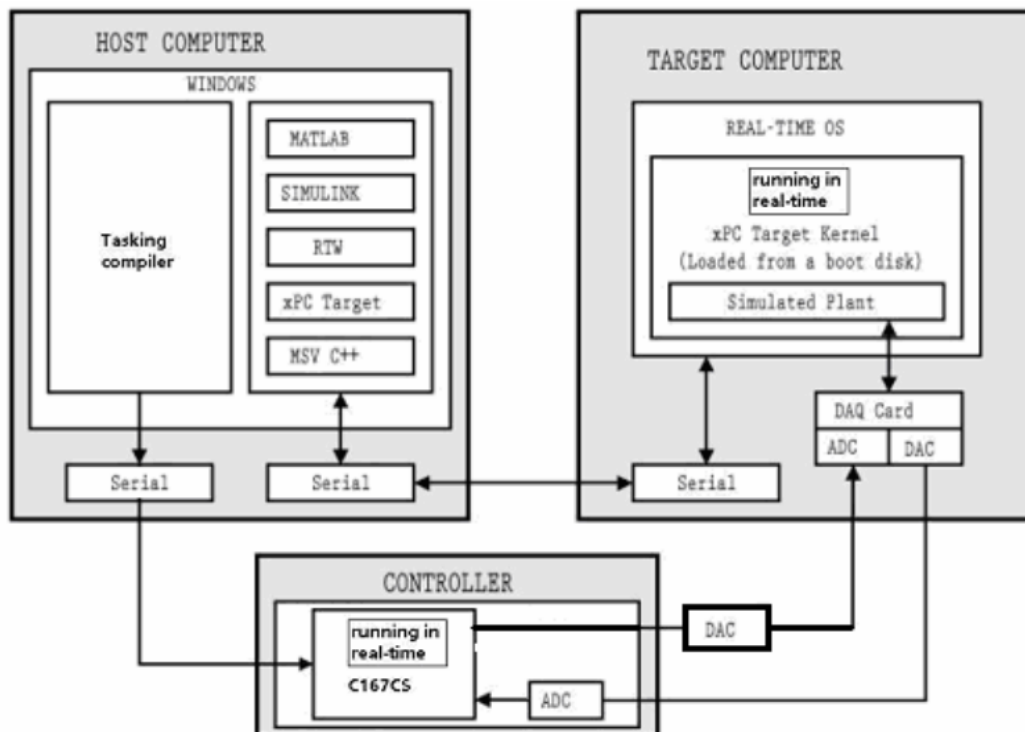 HOST COMPUTER
WINDOWS
Tasking
compiler
MATLAB
SIMULINK
RTW
xPC Target
MSV C++
Serial
Serial
TARGET COMPUTER
REAL-TIME OS
running in
real-time
xPC Target Kernel
(Loaded from a boot disk)
Simulated Plant
DAQ Card
ADC
DAC
Serial
CONTROLLER
running in
real-time
C167CS
DAC
ADC